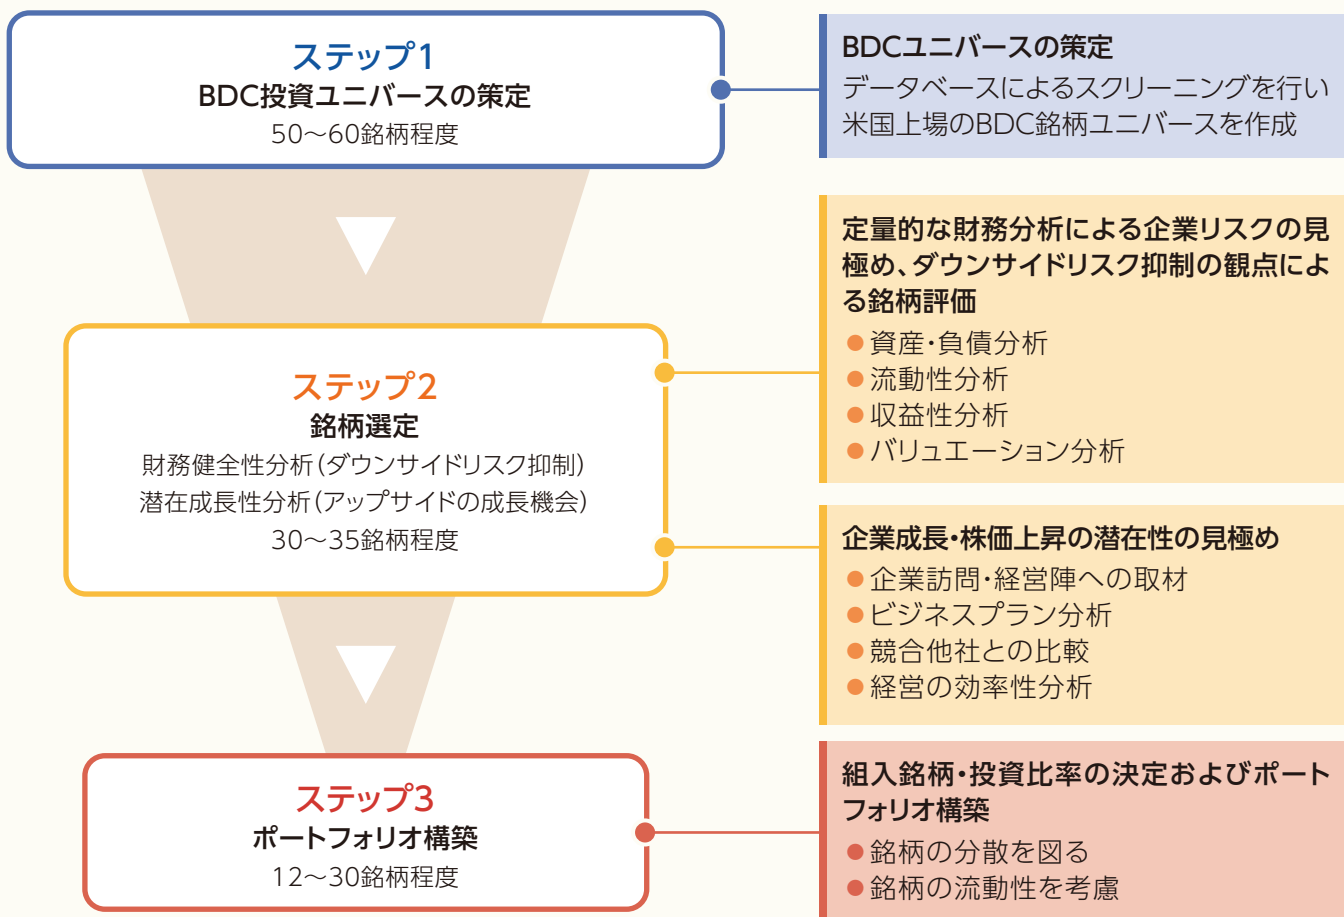 ステップ1
BDC投資ユニバースの策定
50〜60銘柄程度
BDCユニバースの策定
データベースによるスクリーニングを行い
米国上場のBDC銘柄ユニバースを作成
ステップ2
銘柄選定
財務健全性分析(ダウンサイドリスク抑制)
潜在成長性分析(アップサイドの成長機会)
30〜35銘柄程度
定量的な財務分析による企業リスクの見
極め、ダウンサイドリスク抑制の観点によ
る銘柄評価
●資産・負債分析
●流動性分析
●収益性分析
●バリュエーション分析
企業成長・株価上昇の潜在性の見極め
●企業訪問・経営陣への取材
●ビジネスプラン分析
●競合他社との比較
●経営の効率性分析
ステップ3
ポートフォリオ構築
12〜30銘柄程度
組入銘柄・投資比率の決定およびポート
フォリオ構築
●銘柄の分散を図る
●銘柄の流動性を考慮